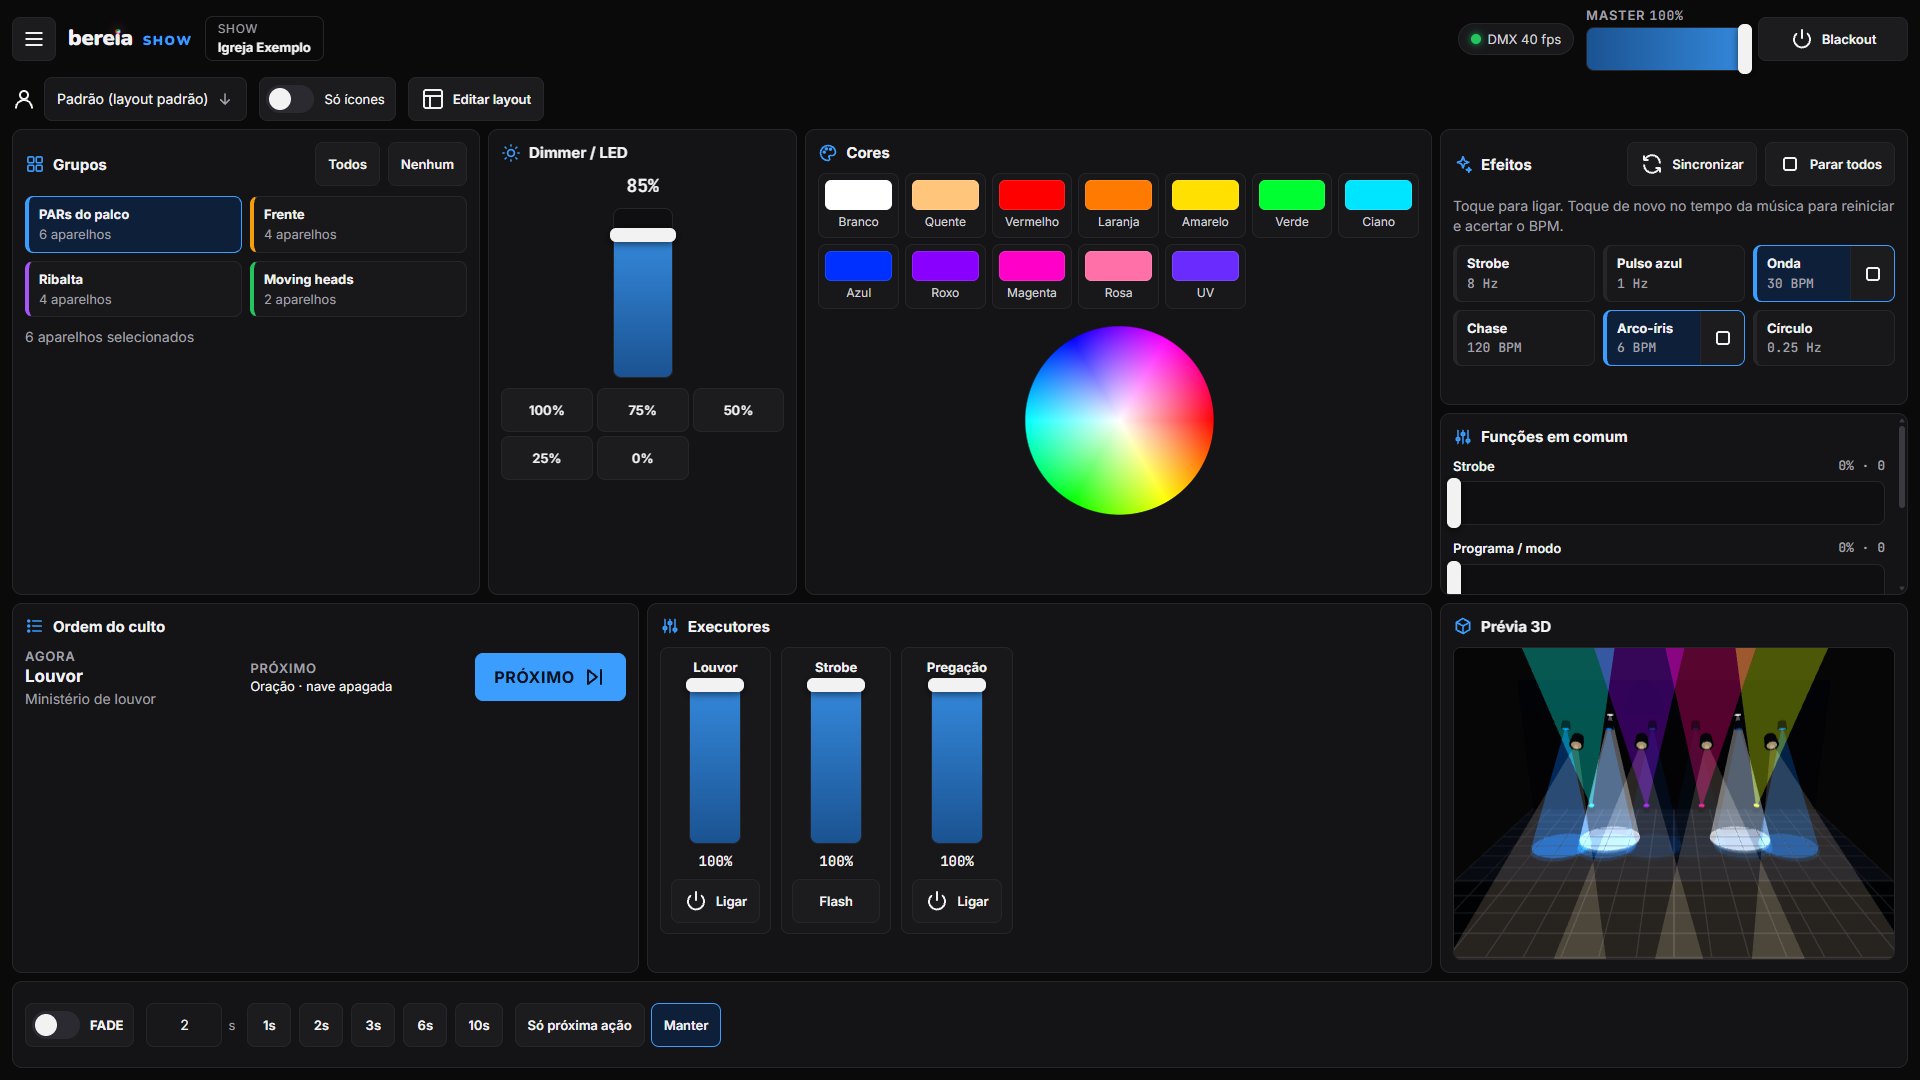 bereia SHOW
SHOW
Igreja Exemplo
DMX 40 fps
MASTER 100%
Blackout
Padrão (layout padrão)
Só ícones
Editar layout
Grupos
Todos
Nenhum
PARs do palco
6 aparelhos
Frente
4 aparelhos
Ribalta
4 aparelhos
Moving heads
2 aparelhos
6 aparelhos selecionados
Dimmer / LED
85%
100%
75%
50%
25%
0%
Cores
Branco
Quente
Vermelho
Laranja
Amarelo
Verde
Ciano
Azul
Roxo
Magenta
Rosa
UV
Efeitos
Sincronizar
Parar todos
Toque para ligar. Toque de novo no tempo da música para reiniciar
e acertar o BPM.
Strobe
8 Hz
Pulso azul
1 Hz
Onda
30 BPM
Chase
120 BPM
Arco-íris
6 BPM
Círculo
0.25 Hz
Funções em comum
Strobe
0% · 0
Programa / modo
0% · 0
Ordem do culto
AGORA
Louvor
Ministério de louvor
PRÓXIMO
Oração · nave apagada
PRÓXIMO
Executores
Louvor
100%
Ligar
Strobe
100%
Flash
Pregação
100%
Ligar
Prévia 3D
FADE
2 s
1s
2s
3s
6s
10s
Só próxima ação
Manter